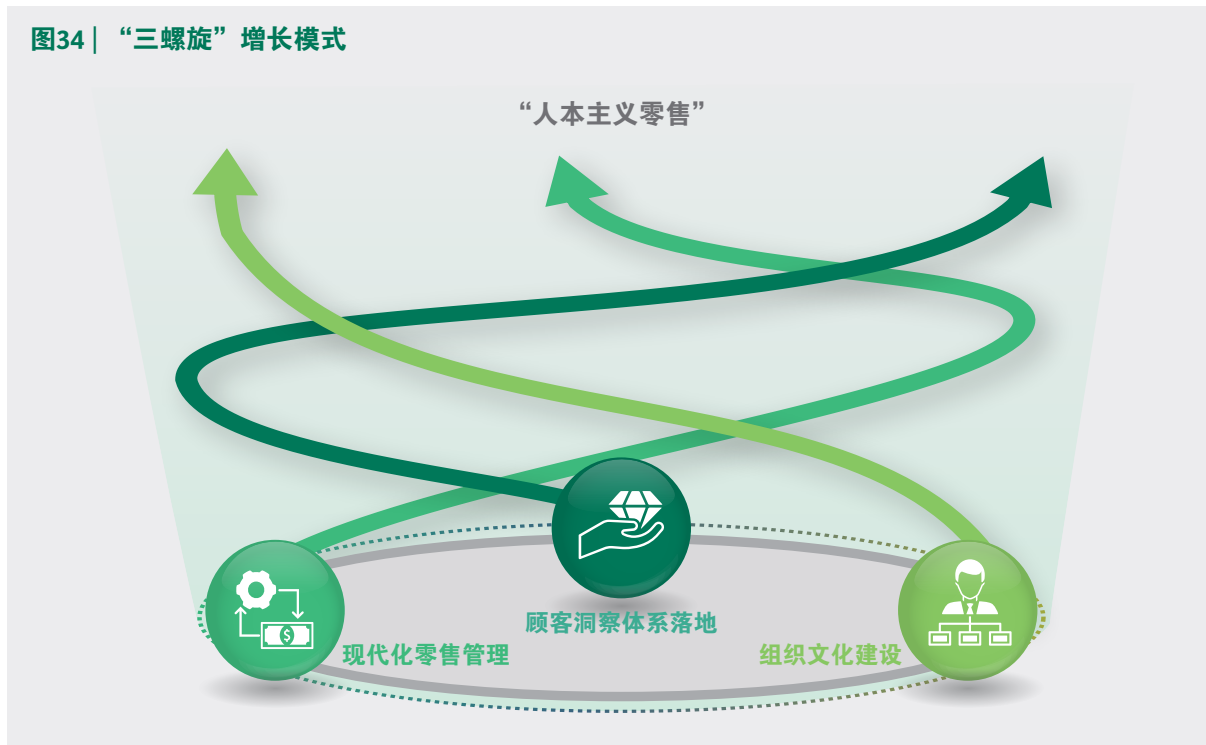 图34 | “三螺旋”增长模式
“人本主义零售”
顾客洞察体系落地
现代化零售管理
组织文化建设
$